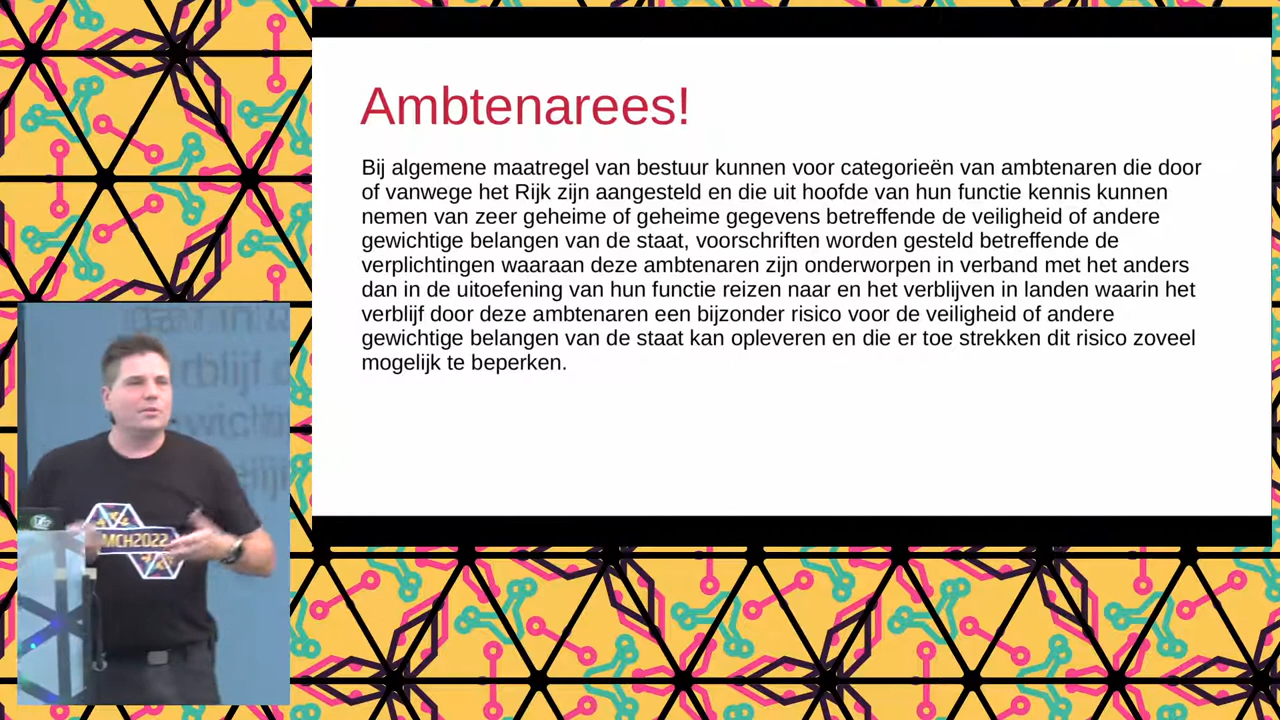 Ambtenarees!
Bij algemene maatregel van bestuur kunnen voor categorieën van ambtenaren die door
of vanwege het Rijk zijn aangesteld en die uit hoofde van hun functie kennis kunnen
nemen van zeer geheime of geheime gegevens betreffende de veiligheid of andere
gewichtige belangen van de staat, voorschriften worden gesteld betreffende de
verplichtingen waaraan deze ambtenaren zijn onderworpen in verband met het anders
dan in de uitoefening van hun functie reizen naar en het verblijven in landen waarin het
verblijf door deze ambtenaren een bijzonder risico voor de veiligheid of andere
gewichtige belangen van de staat kan opleveren en die er toe strekken dit risico zoveel
mogelijk te beperken.
MCH2022